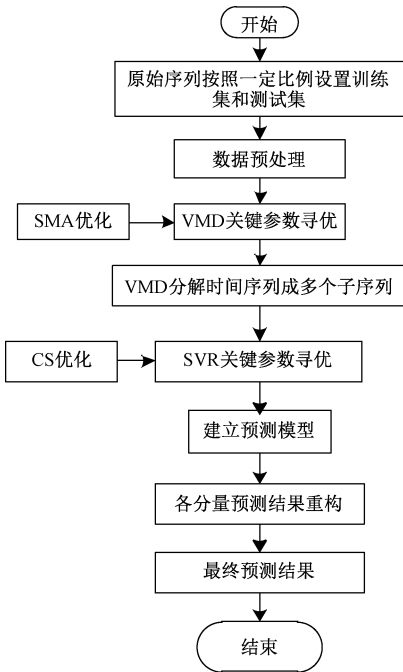 开始
原始序列按照一定比例设置训练
集和测试集
数据预处理
SMA优化
VMD关键参数寻优
VMD分解时间序列成多个子序列
CS优化
SVR关键参数寻优
建立预测模型
各分量预测结果重构
最终预测结果
结束